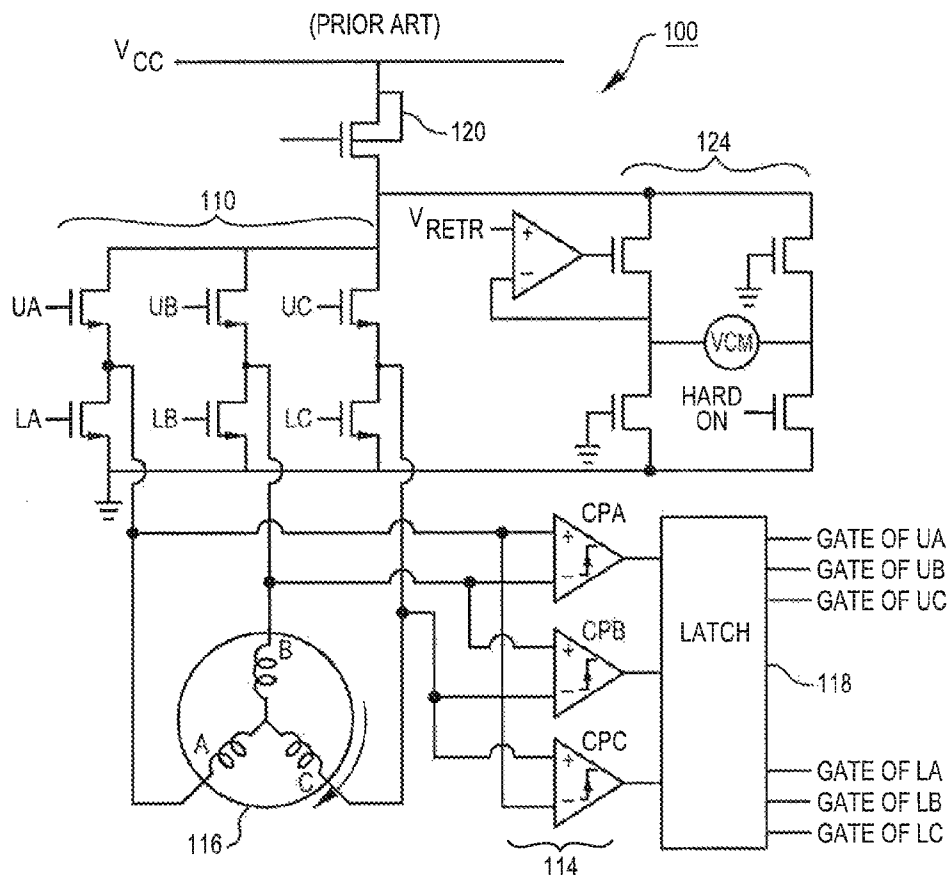 (PRIOR ART)
100
VCC
120
124
110
VRETR
+
−
UA
UB
UC
VCM
LA
LB
LC
HARD
ON
CPA
+
−
GATE OF UA
GATE OF UB
GATE OF UC
LATCH
CPB
+
−
118
B
A
C
CPC
+
−
GATE OF LA
GATE OF LB
GATE OF LC
116
114